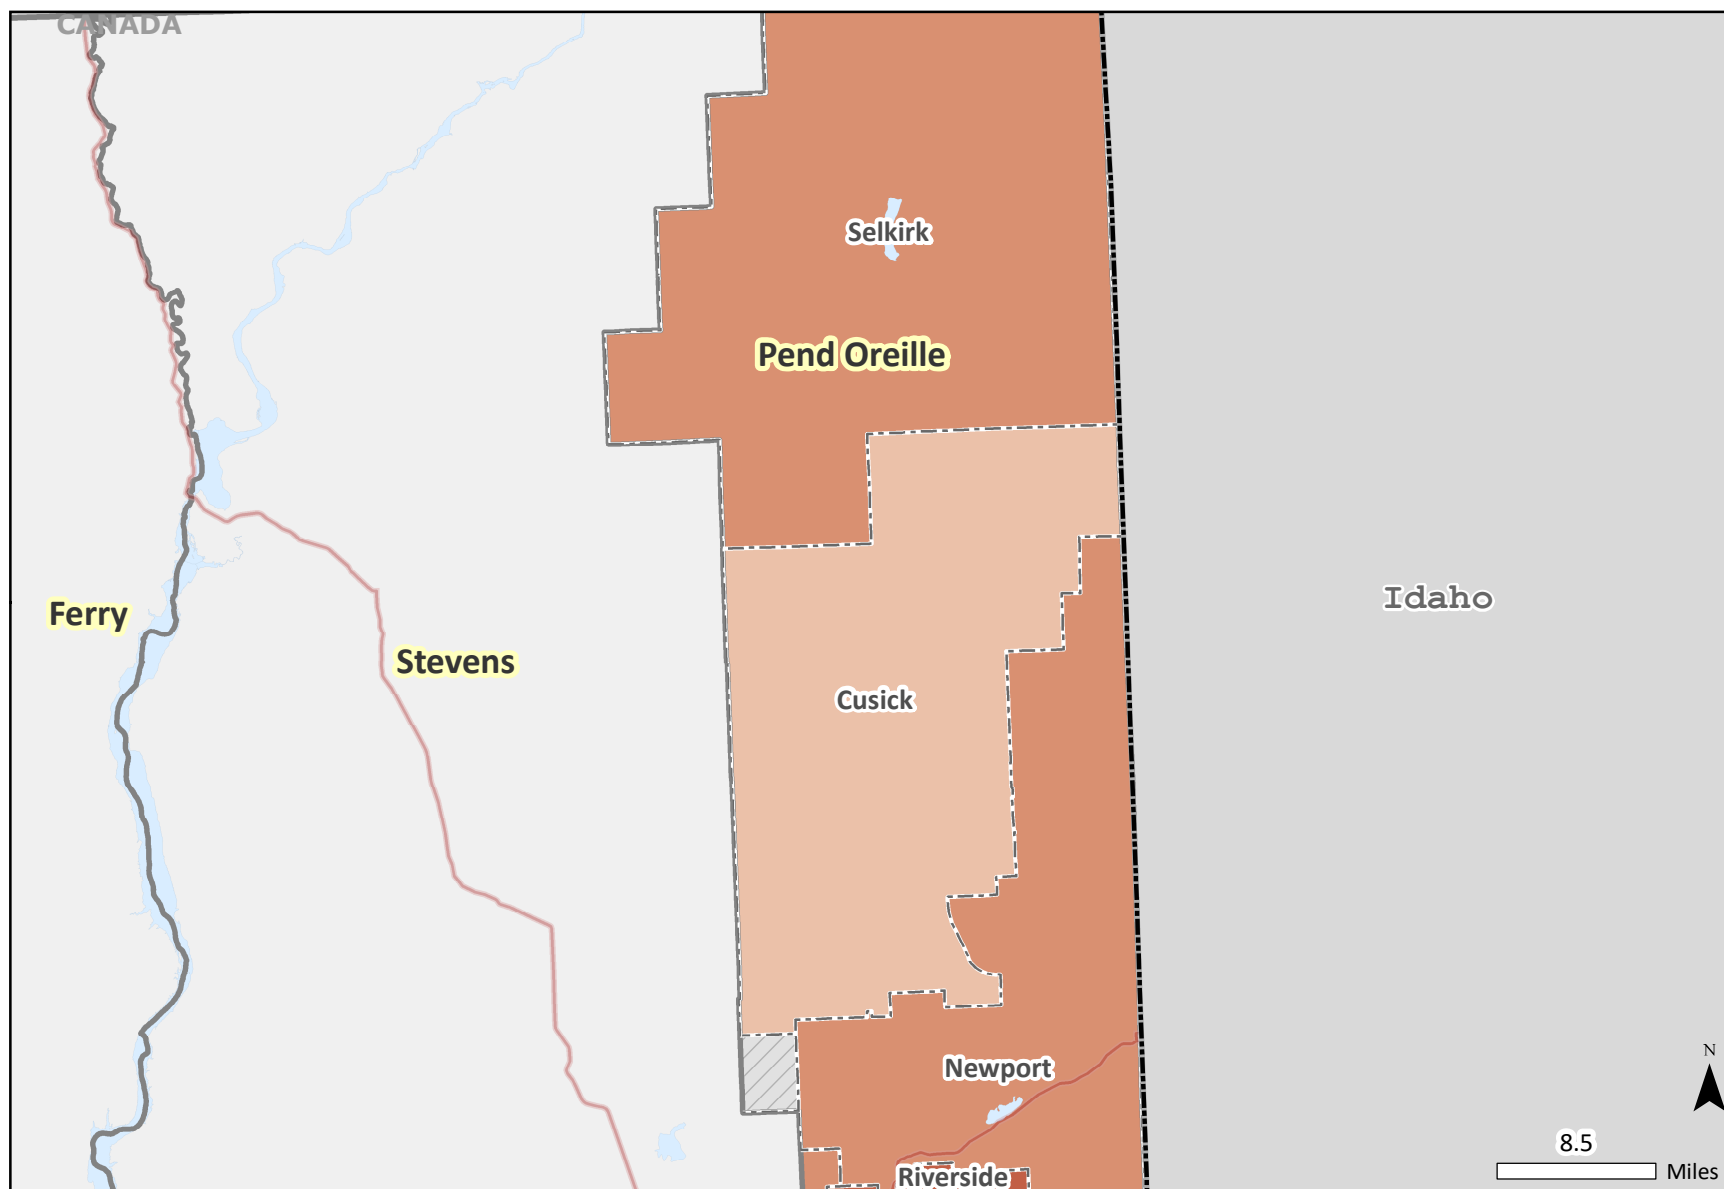 CANADA
Selkirk
Pend Oreille
Idaho
Ferry
Stevens
Cusick
N
Newport
8.5
Riverside
Miles